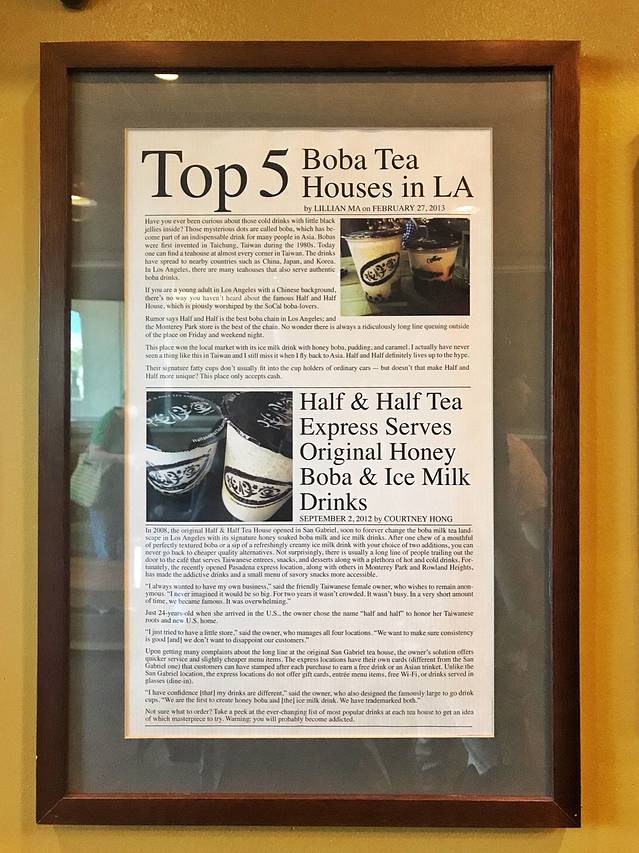 Top 5
Boba Tea
Houses in LA
by LILLIAN MA on FEBRUARY 27, 2013
Have you ever been curious about those cold drinks with little black
jellies inside? Those mysterious dots are called boba, which has be-
come part of an indispensable drink for many people in Asia. Bobas
were first invented in Taichung, Taiwan during the 1980s. Today
one can find a teahouse at almost every corner in Taiwan. The drinks
have spread to nearby countries such as China, Japan, and Korea.
In Los Angeles, there are many teahouses that also serve authentic
boba drinks.
If you are a young adult in Los Angeles with a Chinese background,
there's no way you haven't heard about the famous Half and Half
House, which is piously worshiped by the SoCal boba-lovers.
Rumor says Half and Half is the best boba chain in Los Angeles; and
the Monterey Park store is the best of the chain. No wonder there is always a ridiculously long line queuing outside
of the place on Friday and weekend night.
This place won the local market with its ice milk drink with honey boba, pudding, and caramel. I actually have never
seen a thing like this in Taiwan and I still miss it when I fly back to Asia. Half and Half definitely lives up to the hype.
Their signature fatty cups don't usually fit into the cup holders of ordinary cars — but doesn't that make Half and
Half more unique? This place only accepts cash.
Half & Half Tea
Express Serves
Original Honey
Boba & Ice Milk
Drinks
SEPTEMBER 2, 2012 by COURTNEY HONG
In 2008, the original Half & Half Tea House opened in San Gabriel, soon to forever change the boba milk tea land-
scape in Los Angeles with its signature honey soaked boba milk and ice milk drinks. After one chew of a mouthful
of perfectly textured boba or a sip of a refreshingly creamy ice milk drink with your choice of two additions, you can
never go back to cheaper quality alternatives. Not surprisingly, there is usually a long line of people trailing out the
door to the café that serves Taiwanese entrees, snacks, and desserts along with a plethora of hot and cold drinks. For-
tunately, the recently opened Pasadena express location, along with others in Monterey Park and Rowland Heights,
has made the addictive drinks and a small menu of savory snacks more accessible.
"I always wanted to have my own business," said the friendly Taiwanese female owner, who wishes to remain anon-
ymous. "I never imagined it would be so big. For two years it wasn't crowded. It wasn't busy. In a very short amount
of time, we became famous. It was overwhelming."
Just 24-years-old when she arrived in the U.S., the owner chose the name "half and half" to honor her Taiwanese
roots and new U.S. home.
"I just tried to have a little store," said the owner, who manages all four locations. "We want to make sure consistency
is good [and] we don't want to disappoint our customers."
Upon getting many complaints about the long line at the original San Gabriel tea house, the owner's solution offers
quicker service and slightly cheaper menu items. The express locations have their own cards (different from the San
Gabriel one) that customers can have stamped after each purchase to earn a free drink or an Asian trinket. Unlike the
San Gabriel location, the express locations do not offer gift cards, entrée menu items, free Wi-Fi, or drinks served in
glasses (dine-in).
"I have confidence [that] my drinks are different," said the owner, who also designed the famously large to go drink
cups. "We are the first to create honey boba and [the] ice milk drink. We have trademarked both."
Not sure what to order? Take a peek at the ever-changing list of most popular drinks at each tea house to get an idea
of which masterpiece to try. Warning: you will probably become addicted.